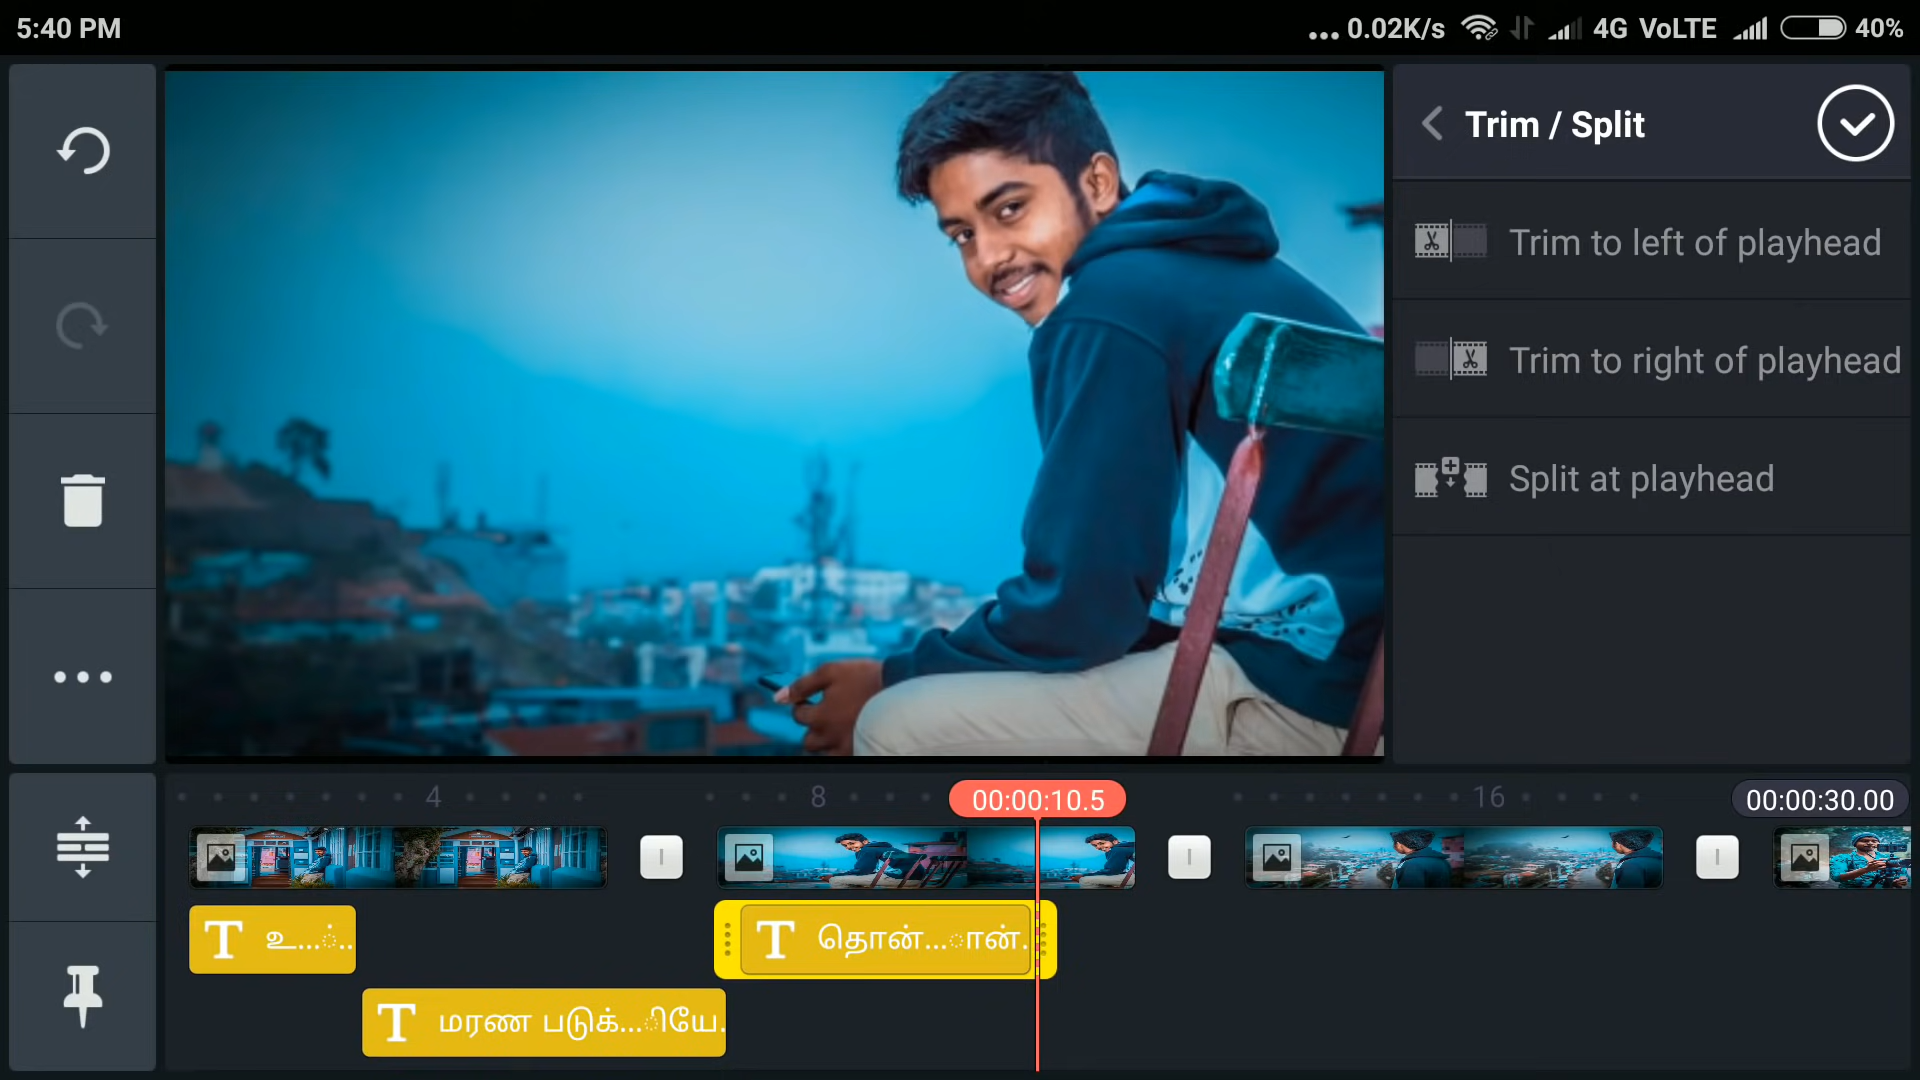 5:40 PM
... 0.02K/s 4G VoLTE 40%
Trim / Split
Trim to left of playhead
Trim to right of playhead
Split at playhead
4
8
00:00:10.5
16
00:00:30.00
T உ...்..
T தொன்...ான்.
T மரண படுக்...ியே.